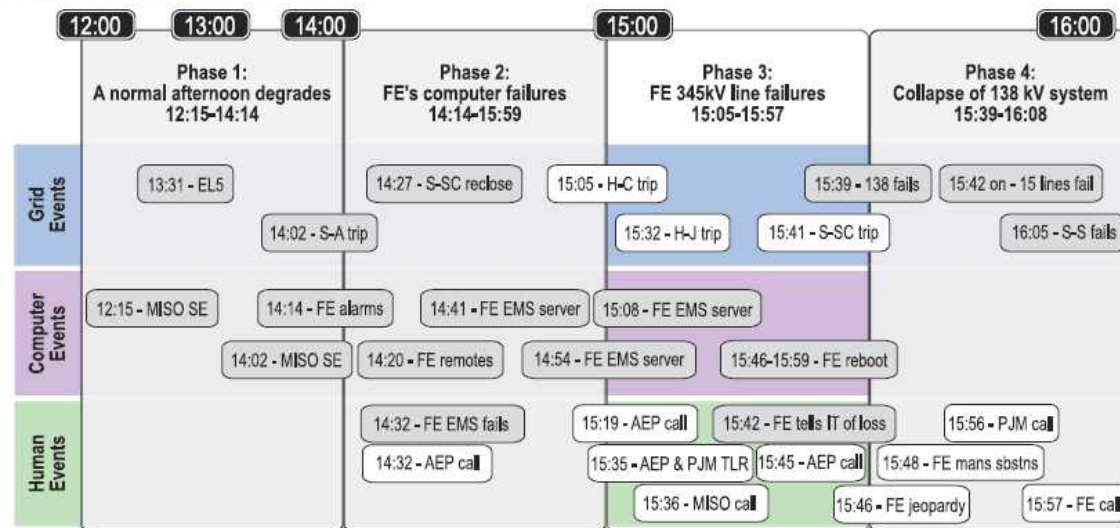 12:00
13:00
14:00
15:00
16:00
Phase 1:
A normal afternoon degrades
12:15-14:14
Phase 2:
FE's computer failures
14:14-15:59
Phase 3:
FE 345kV line failures
15:05-15:57
Phase 4:
Collapse of 138 kV system
15:39-16:08
Grid
Events
13:31 - EL5
14:27 - S-SC reclose
15:05 - H-C trip
15:39 - 138 fails
15:42 on - 15 lines fail
14:02 - S-A trip
15:32 - H-J trip
15:41 - S-SC trip
16:05 - S-S fails
Computer
Events
12:15 - MISO SE
14:14 - FE alarms
14:41 - FE EMS server
15:08 - FE EMS server
14:02 - MISO SE
14:20 - FE remotes
14:54 - FE EMS server
15:46-15:59 - FE reboot
Human
Events
14:32 - FE EMS fails
15:19 - AEP call
15:42 - FE tells IT of loss
15:56 - PJM call
14:32 - AEP call
15:35 - AEP & PJM TLR
15:45 - AEP call
15:48 - FE mans sbstns
15:36 - MISO call
15:46 - FE jeopardy
15:57 - FE call